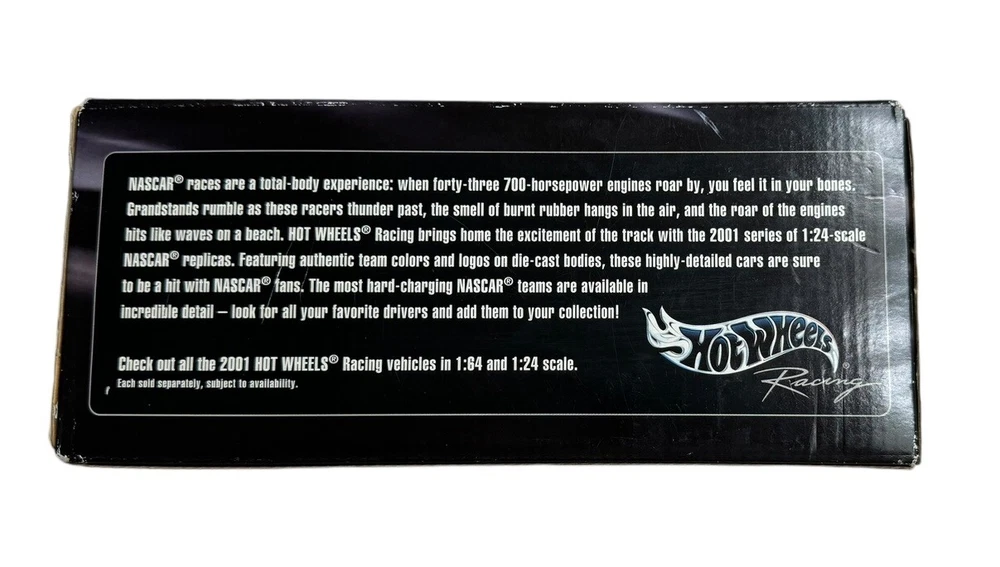 NASCAR® races are a total-body experience: when forty-three 700-horsepower engines roar by, you feel it in your bones.
Grandstands rumble as these racers thunder past, the smell of burnt rubber hangs in the air, and the roar of the engines
hits like waves on a beach. HOT WHEELS® Racing brings home the excitement of the track with the 2001 series of 1:24-scale
NASCAR® replicas. Featuring authentic team colors and logos on die-cast bodies, these highly-detailed cars are sure
to be a hit with NASCAR® fans. The most hard-charging NASCAR® teams are available in
incredible detail – look for all your favorite drivers and add them to your collection!
Check out all the 2001 HOT WHEELS® Racing vehicles in 1:64 and 1:24 scale.
Each sold separately, subject to availability.
HOT WHEELS®
Racing